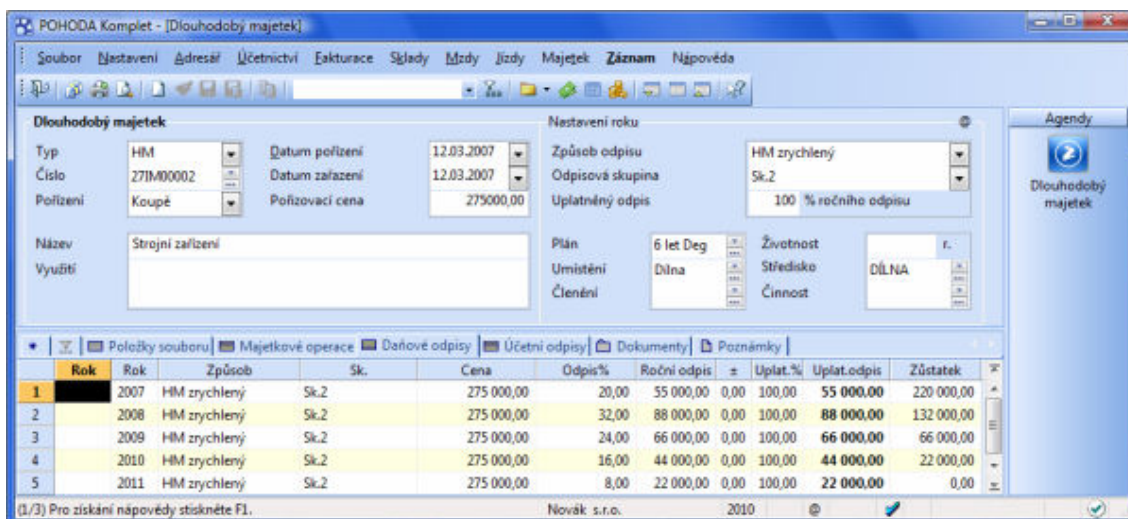 POHODA Komplet - [Dlouhodobý majetek]
Soubor Nastavení Adresář Účetnictví Fakturace Sklady Mzdy Jízdy Majetek Záznam Nápověda
Dlouhodobý majetek Nastavení roku @ Agendy
Typ HM Datum pořízení 12.03.2007 Způsob odpisu HM zrychlený
Číslo 27IM00002 Datum zařazení 12.03.2007 Odpisová skupina Sk.2
Pořízení Koupě Pořizovací cena 275000,00 Uplatněný odpis 100 % ročního odpisu
Dlouhodobý
majetek
Název Strojní zařízení Plán 6 let Deg Životnost r.
Využití Umístění Dílna Středisko DÍLNA
Členění Činnost
Položky souboru Majetkové operace Daňové odpisy Účetní odpisy Dokumenty Poznámky
Rok Rok Způsob Sk. Cena Odpis% Roční odpis ± Uplat.% Uplat.odpis Zůstatek
1 2007 HM zrychlený Sk.2 275 000,00 20,00 55 000,00 0,00 100,00 55 000,00 220 000,00
2 2008 HM zrychlený Sk.2 275 000,00 32,00 88 000,00 0,00 100,00 88 000,00 132 000,00
3 2009 HM zrychlený Sk.2 275 000,00 24,00 66 000,00 0,00 100,00 66 000,00 66 000,00
4 2010 HM zrychlený Sk.2 275 000,00 16,00 44 000,00 0,00 100,00 44 000,00 22 000,00
5 2011 HM zrychlený Sk.2 275 000,00 8,00 22 000,00 0,00 100,00 22 000,00 0,00
(1/3) Pro získání nápovědy stiskněte F1. Novák s.r.o. 2010 @